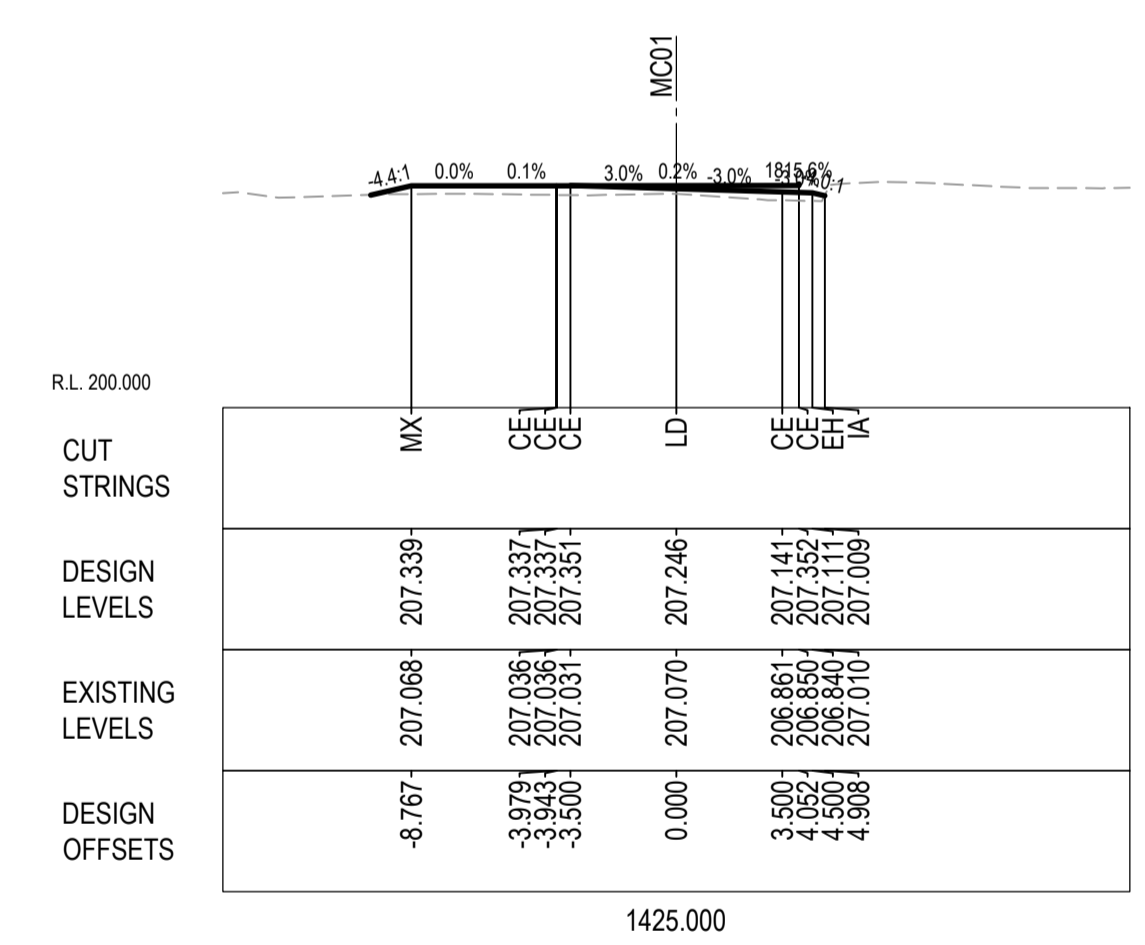 MC01
-4.4:1 0.0% 0.1% 3.0% 0.2% -3.0% 1815.6%
R.L. 200.000
CUT
STRINGS
MX CE CE CE LD CE CE EH IA
DESIGN
LEVELS
207.339 207.337 207.337 207.351 207.246 207.141 207.352 207.111 207.009
EXISTING
LEVELS
207.068 207.036 207.036 207.031 207.070 206.861 206.850 206.840 207.010
DESIGN
OFFSETS
-8.767 -3.979 -3.943 -3.500 0.000 3.500 4.052 4.500 4.908
1425.000